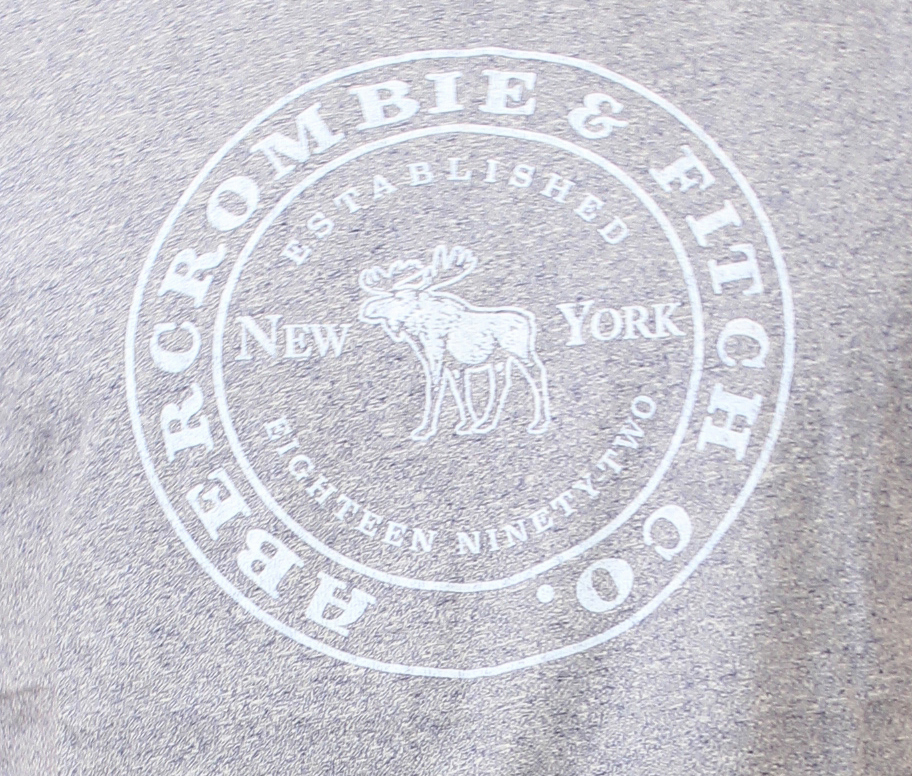 ABERCROMBIE & FITCH CO.
ESTABLISHED
NEW YORK
EIGHTEEN NINETY-TWO